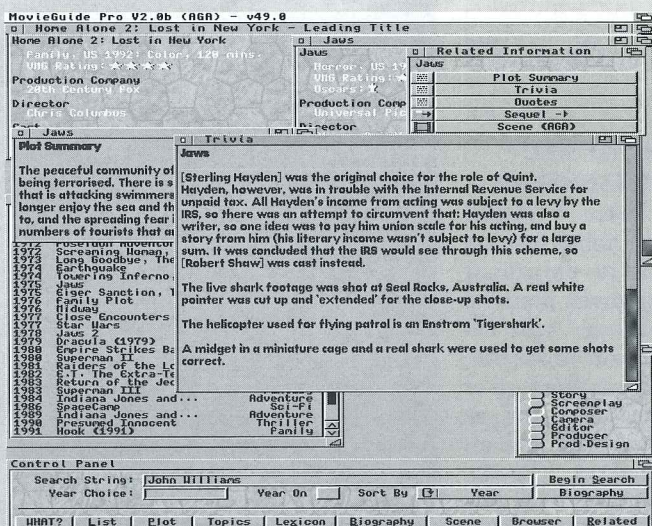 MovieGuide Pro V2.0b (AGA) - v49.0
Home Alone 2: Lost in New York - Leading Title
Home Alone 2: Lost in New York
Family, US 1992: Color, 120 mins.
VMG Rating:
Production Company
20th Century Fox
Director
Chris Columbus
Jaws
Jaws
Horror, US 19
VMG Rating:
Oscars:
Production Comp
Universal Pic
Director
Related Information
Jaws
Plot Summary
Trivia
Quotes
Sequel ->
Scene (AGA)
Jaws
Plot Summary
The peaceful community of
being terrorised. There is s
that is attacking swimmers
longer enjoy the sea and th
to, and the spreading fear i
numbers of tourists that a
Trivia
Jaws
[Sterling Hayden] was the original choice for the role of Quint.
Hayden, however, was in trouble with the Internal Revenue Service for
unpaid tax. All Hayden's income from acting was subject to a levy by the
IRS, so there was an attempt to circumvent that: Hayden was also a
writer, so one idea was to pay him union scale for his acting, and buy a
story from him (his literary income wasn't subject to levy) for a large
sum. It was concluded that the IRS would see through this scheme, so
[Robert Shaw] was cast instead.
The live shark footage was shot at Seal Rocks, Australia. A real white
pointer was cut up and 'extended' for the close-up shots.
The helicopter used for flying patrol is an Enstrom 'Tigershark'.
A midget in a miniature cage and a real shark were used to get some shots
correct.
1972 Poseidon Adventur
1972 Screaming Woman,
1973 Long Goodbye, The
1974 Earthquake
1974 Towering Inferno,
1975 Jaws
1975 Eiger Sanction, T
1976 Family Plot
1976 Midway
1977 Close Encounters
1977 Star Wars
1978 Jaws 2
1979 Dracula (1979)
1980 Empire Strikes Ba
1980 Superman II
1981 Raiders of the Lo
1982 E.T. The Extra-Te
1983 Return of the Jed
1983 Superman III
1984 Indiana Jones and... Adventure
1986 SpaceCamp Sci-Fi
1989 Indiana Jones and... Adventure
1990 Presumed Innocent Thriller
1991 Hook (1991) Family
Story
Screenplay
Composer
Camera
Editor
Producer
Prod.Design
Control Panel
Search String: John Williams Begin Search
Year Choice: Year On Sort By Year Biography
WHAT? List Plot Topics Lexicon Biography Scene Browser Related